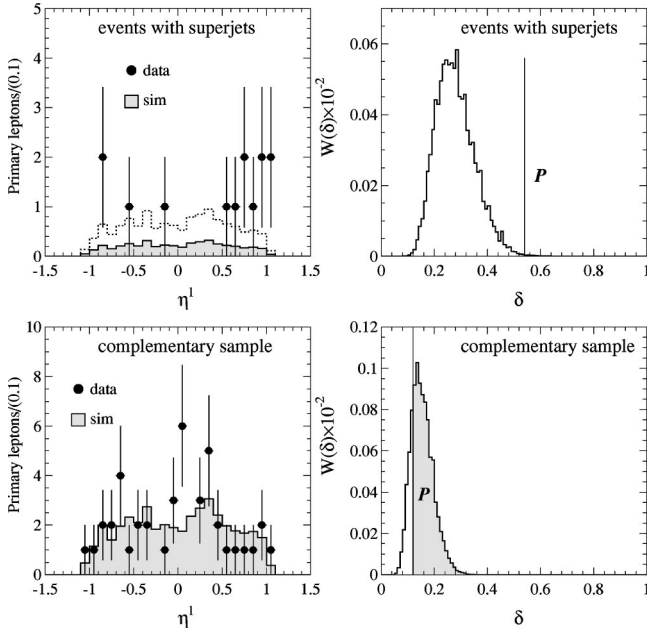 events with superjets
data
sim
Primary leptons/(0.1)
0
1
2
3
4
5
-1.5 -1 -0.5 0 0.5 1 1.5
η¹
events with superjets
P
W(δ)×10⁻²
0
0.02
0.04
0.06
0 0.2 0.4 0.6 0.8 1
δ
complementary sample
data
sim
Primary leptons/(0.1)
0
2
4
6
8
10
-1.5 -1 -0.5 0 0.5 1 1.5
η¹
complementary sample
P
W(δ)×10⁻²
0
0.02
0.04
0.06
0.08
0.1
0.12
0 0.2 0.4 0.6 0.8 1
δ